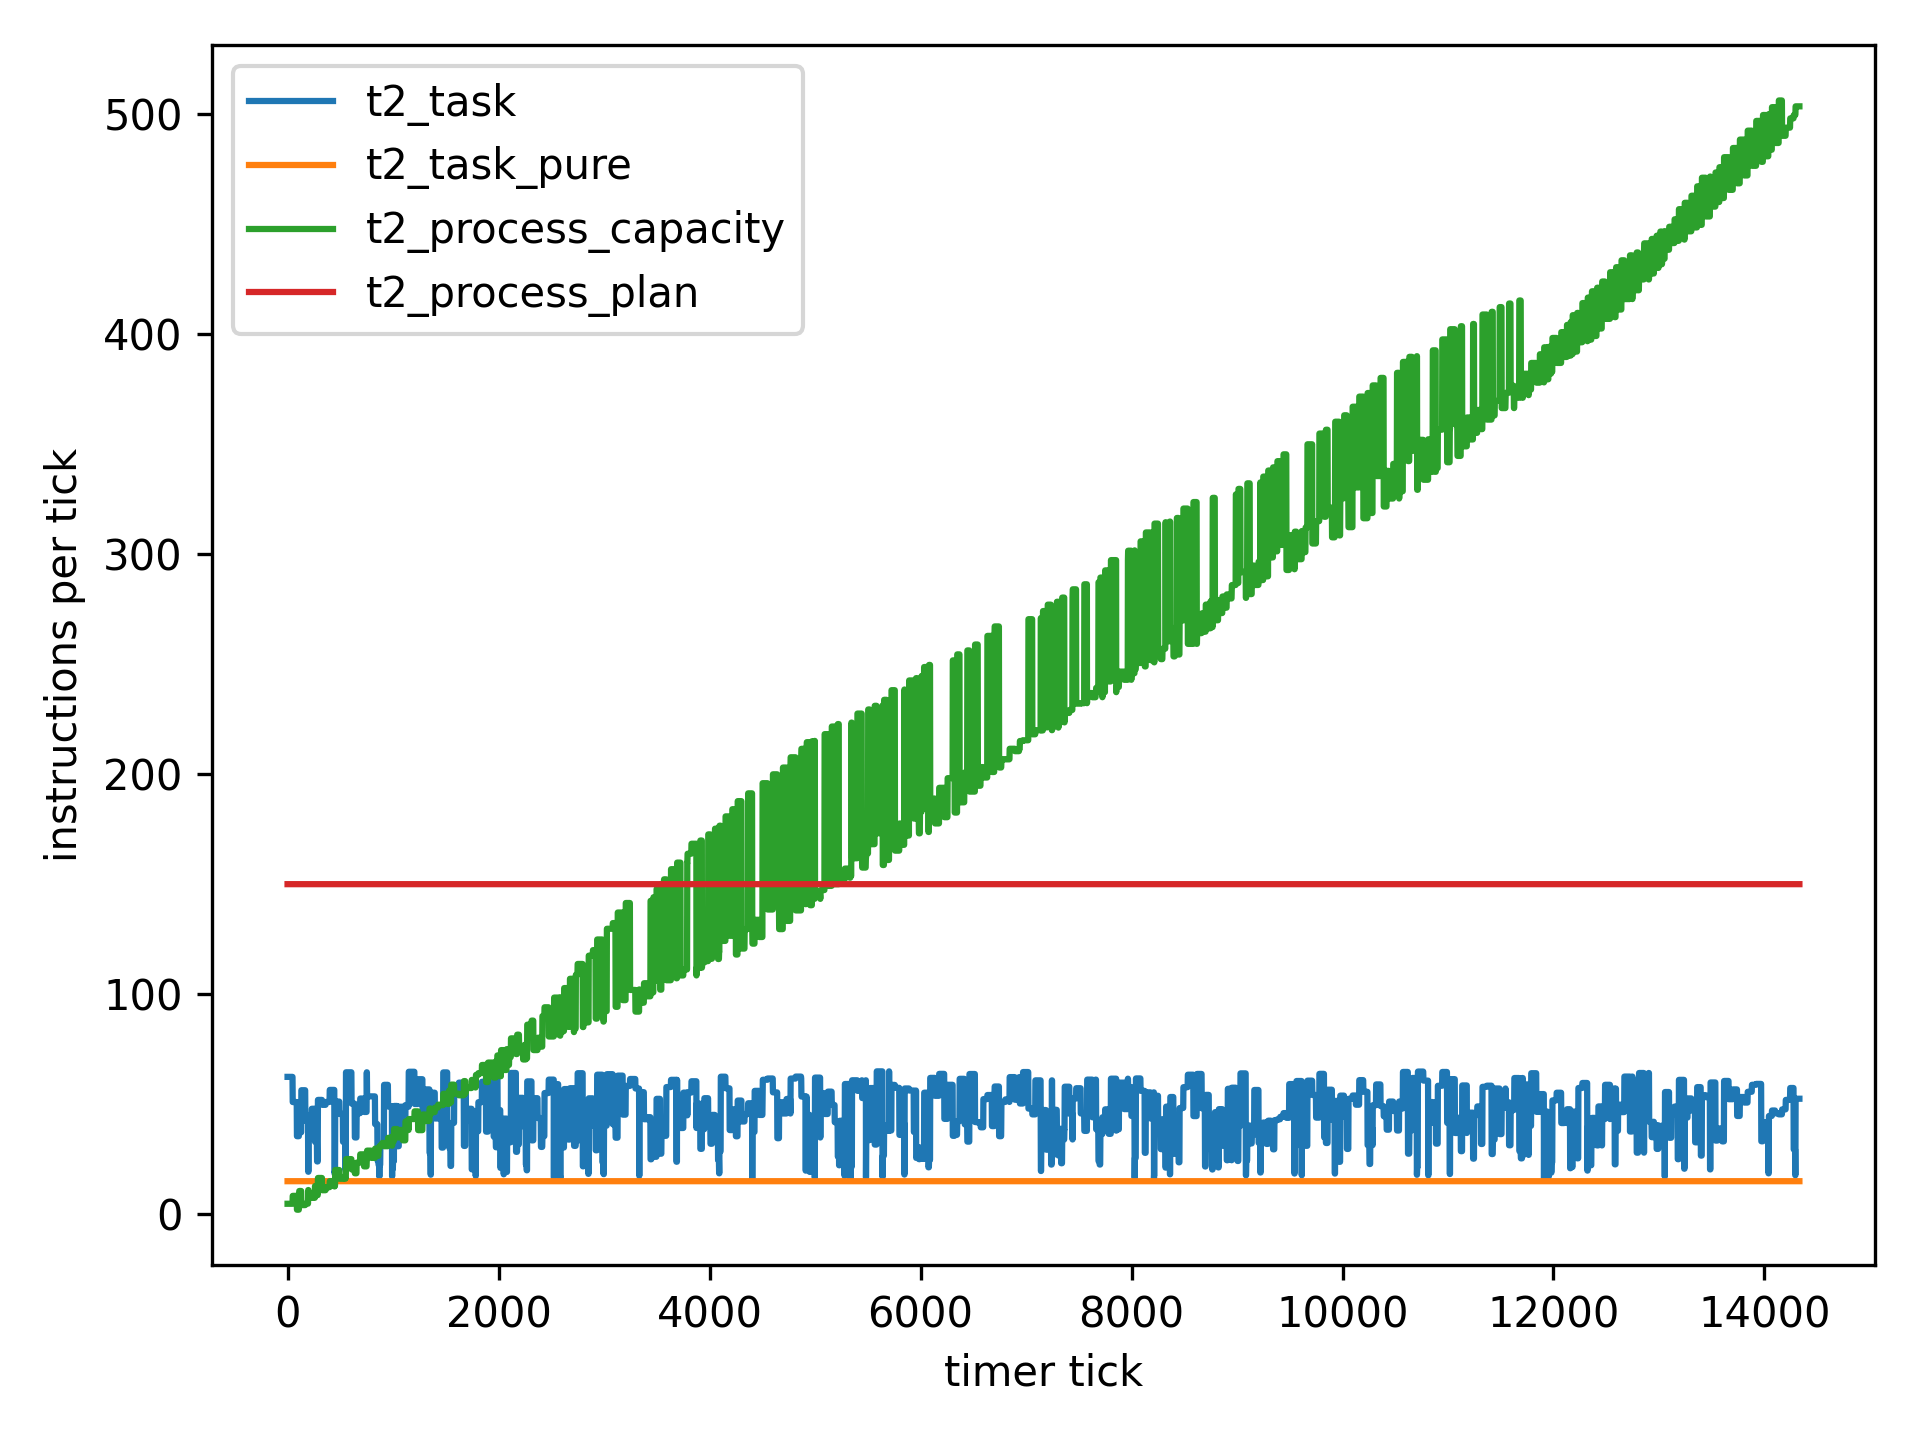 t2_task
t2_task_pure
t2_process_capacity
t2_process_plan
500
400
300
200
100
0
instructions per tick
0 2000 4000 6000 8000 10000 12000 14000
timer tick